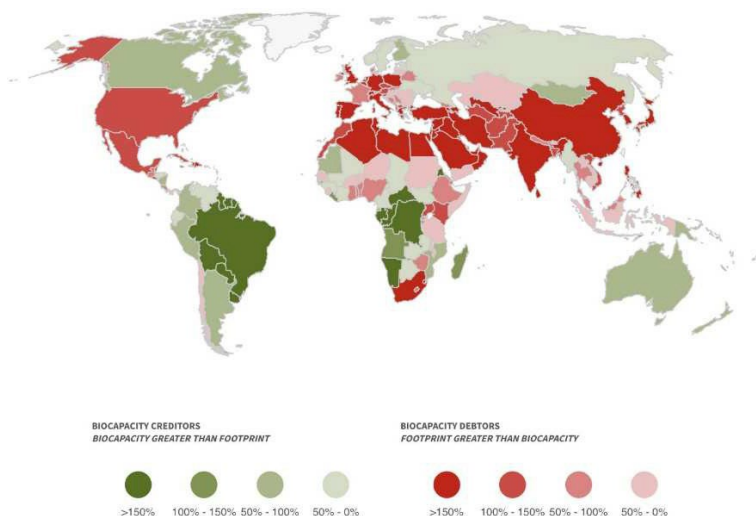 BIOCAPACITY CREDITORS
BIOCAPACITY GREATER THAN FOOTPRINT
>150% 100% - 150% 50% - 100% 50% - 0%
BIOCAPACITY DEBTORS
FOOTPRINT GREATER THAN BIOCAPACITY
>150% 100% - 150% 50% - 100% 50% - 0%